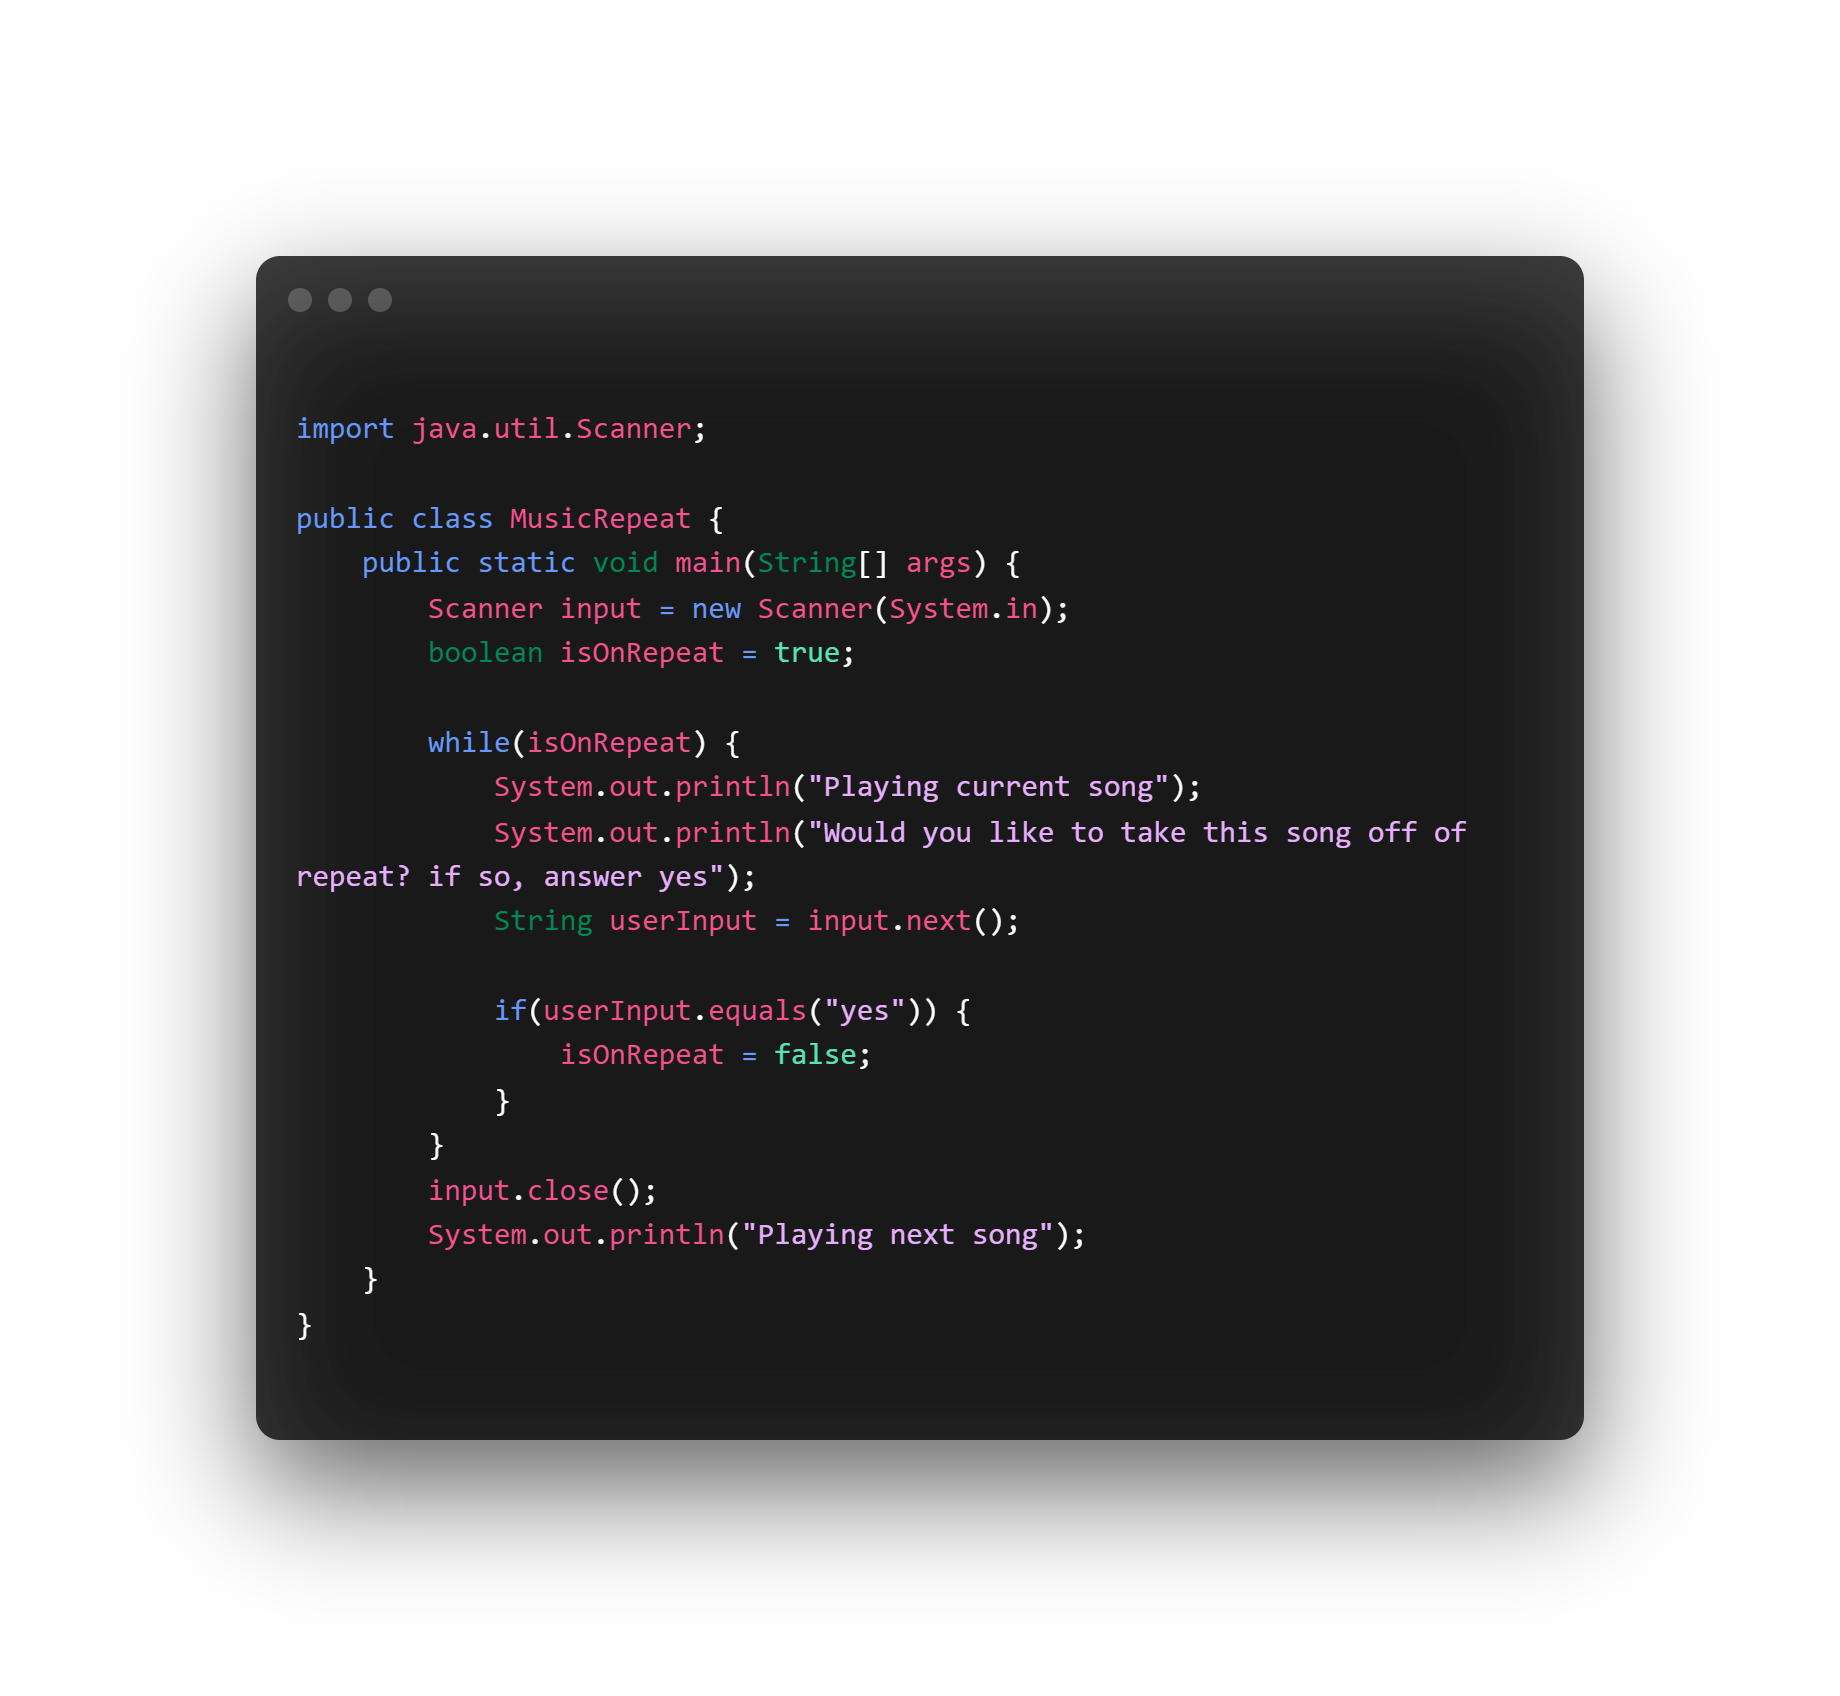 import java.util.Scanner;
public class MusicRepeat {
    public static void main(String[] args) {
        Scanner input = new Scanner(System.in);
        boolean isOnRepeat = true;
        while(isOnRepeat) {
            System.out.println("Playing current song");
            System.out.println("Would you like to take this song off of
repeat? if so, answer yes");
            String userInput = input.next();
            if(userInput.equals("yes")) {
                isOnRepeat = false;
            }
        }
        input.close();
        System.out.println("Playing next song");
    }
}